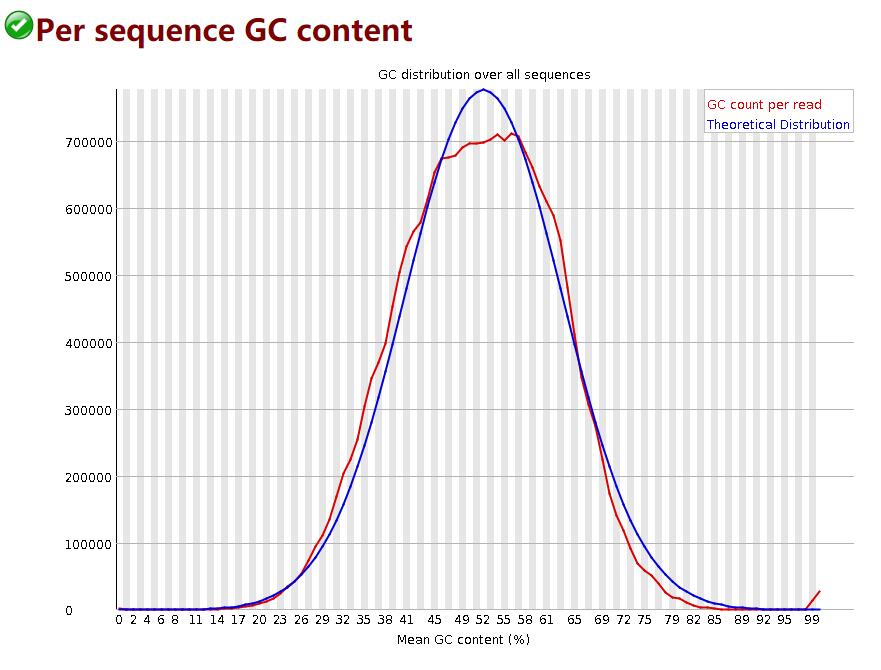 Per sequence GC content
GC distribution over all sequences
GC count per read
Theoretical Distribution
700000
600000
500000
400000
300000
200000
100000
0
0 2 4 6 8 11 14 17 20 23 26 29 32 35 38 41 45 49 52 55 58 61 65 69 72 75 79 82 85 89 92 95 99
Mean GC content (%)